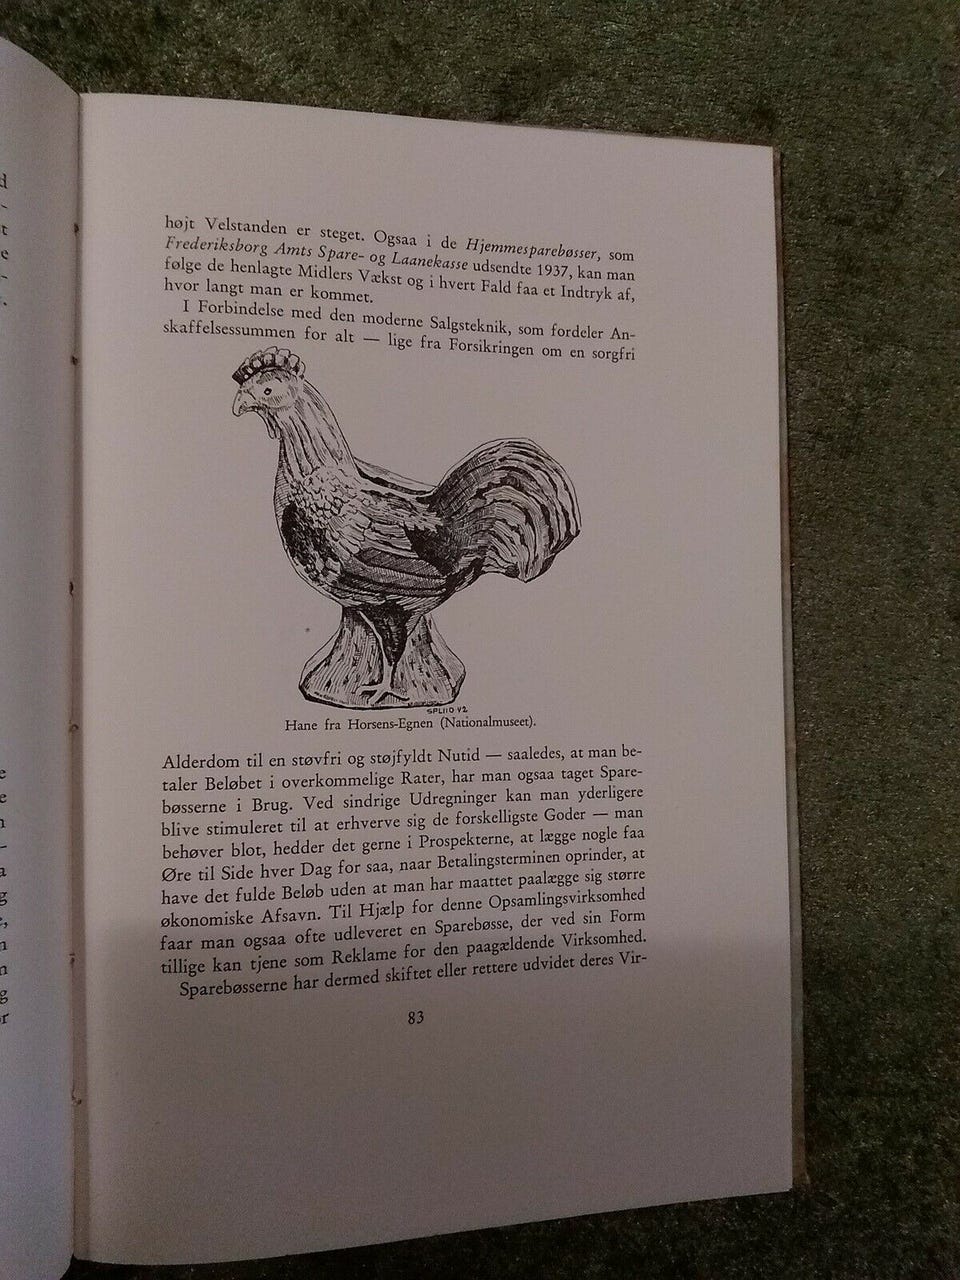 højt Velstanden er steget. Ogsaa i de Hjemmesparebøsser, som
Frederiksborg Amts Spare- og Laanekasse udsendte 1937, kan man
følge de henlagte Midlers Vækst og i hvert Fald faa et Indtryk af,
hvor langt man er kommet.
I Forbindelse med den moderne Salgsteknik, som fordeler An-
skaffelsessummen for alt — lige fra Forsikringen om en sorgfri
SPLIID 42
Hane fra Horsens-Egnen (Nationalmuseet).
Alderdom til en støvfri og støjfyldt Nutid — saaledes, at man be-
taler Beløbet i overkommelige Rater, har man ogsaa taget Spare-
bøsserne i Brug. Ved sindrige Udregninger kan man yderligere
blive stimuleret til at erhverve sig de forskelligste Goder — man
behøver blot, hedder det gerne i Prospekterne, at lægge nogle faa
Øre til Side hver Dag for saa, naar Betalingsterminen oprinder, at
have det fulde Beløb uden at man har maattet paalægge sig større
økonomiske Afsavn. Til Hjælp for denne Opsamlingsvirksomhed
faar man ogsaa ofte udleveret en Sparebøsse, der ved sin Form
tillige kan tjene som Reklame for den paagældende Virksomhed.
Sparebøsserne har dermed skiftet eller rettere udvidet deres Vir-
83